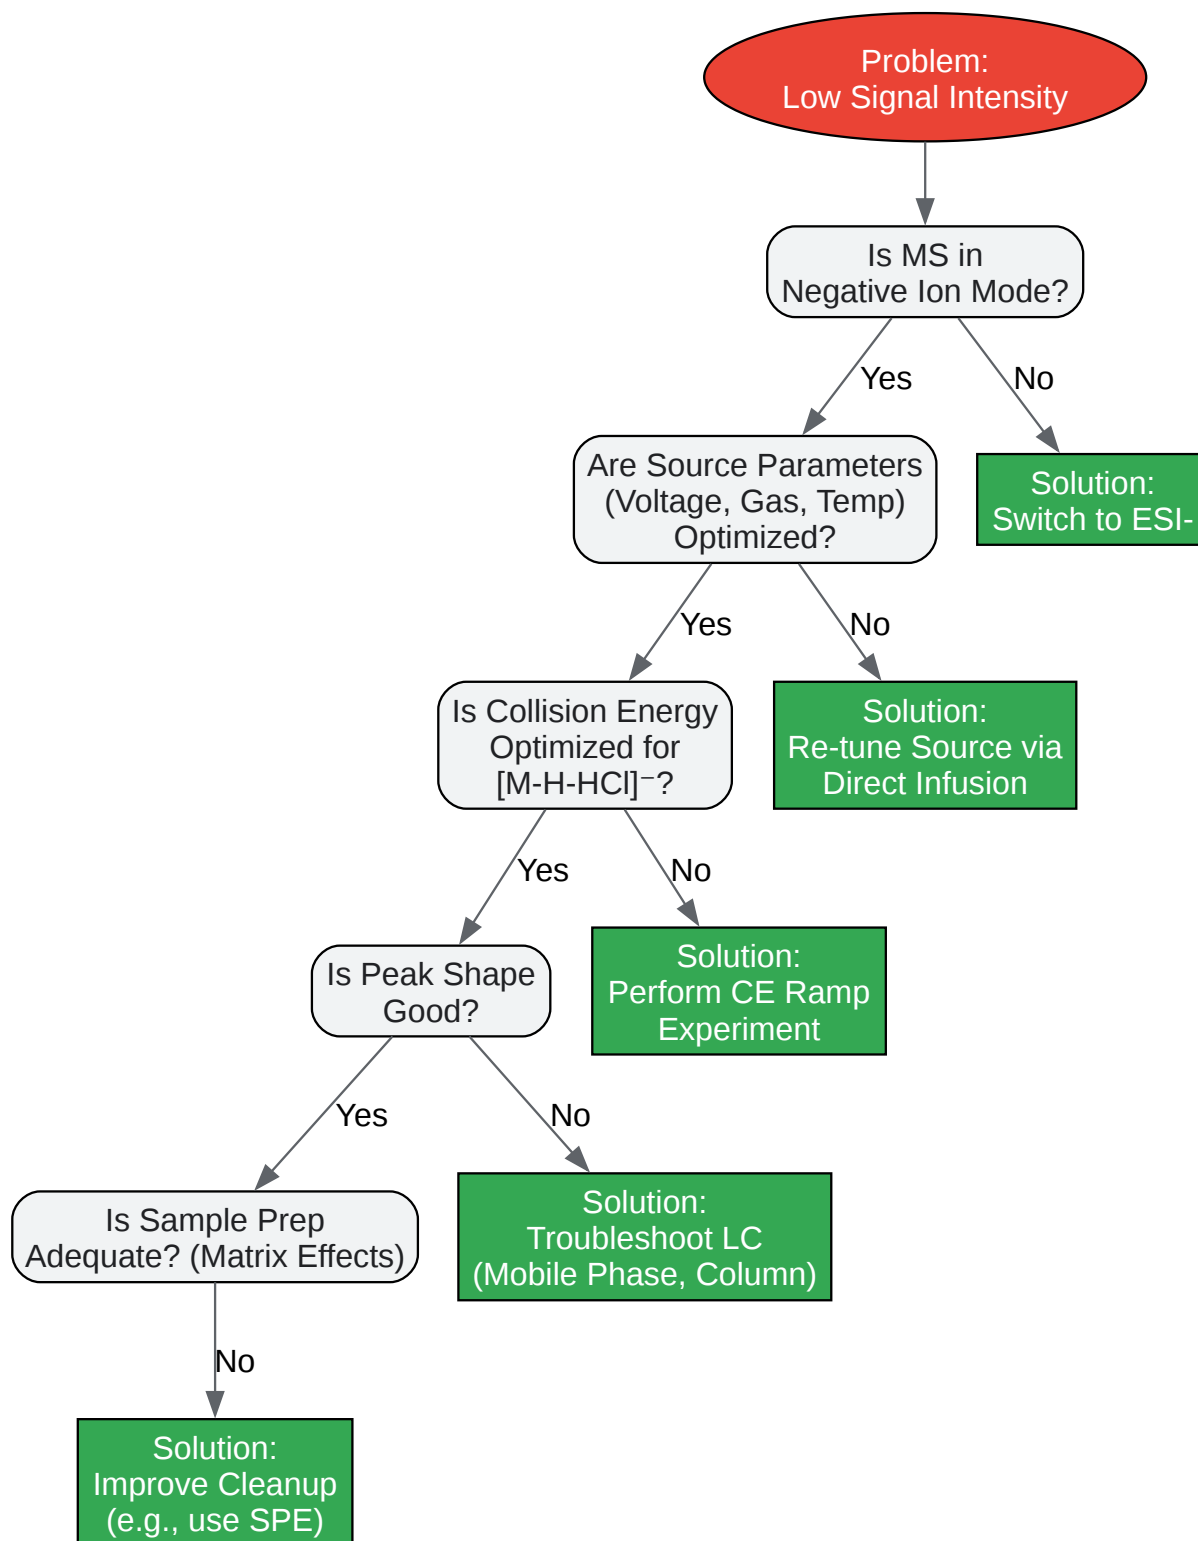 Problem:
Low Signal Intensity
Is MS in
Negative Ion Mode?
Yes
No
Are Source Parameters
(Voltage, Gas, Temp)
Optimized?
Solution:
Switch to ESI-
Yes
No
Is Collision Energy
Optimized for
[M-H-HCl]⁻?
Solution:
Re-tune Source via
Direct Infusion
Yes
No
Is Peak Shape
Good?
Solution:
Perform CE Ramp
Experiment
Yes
No
Is Sample Prep
Adequate? (Matrix Effects)
Solution:
Troubleshoot LC
(Mobile Phase, Column)
No
Solution:
Improve Cleanup
(e.g., use SPE)